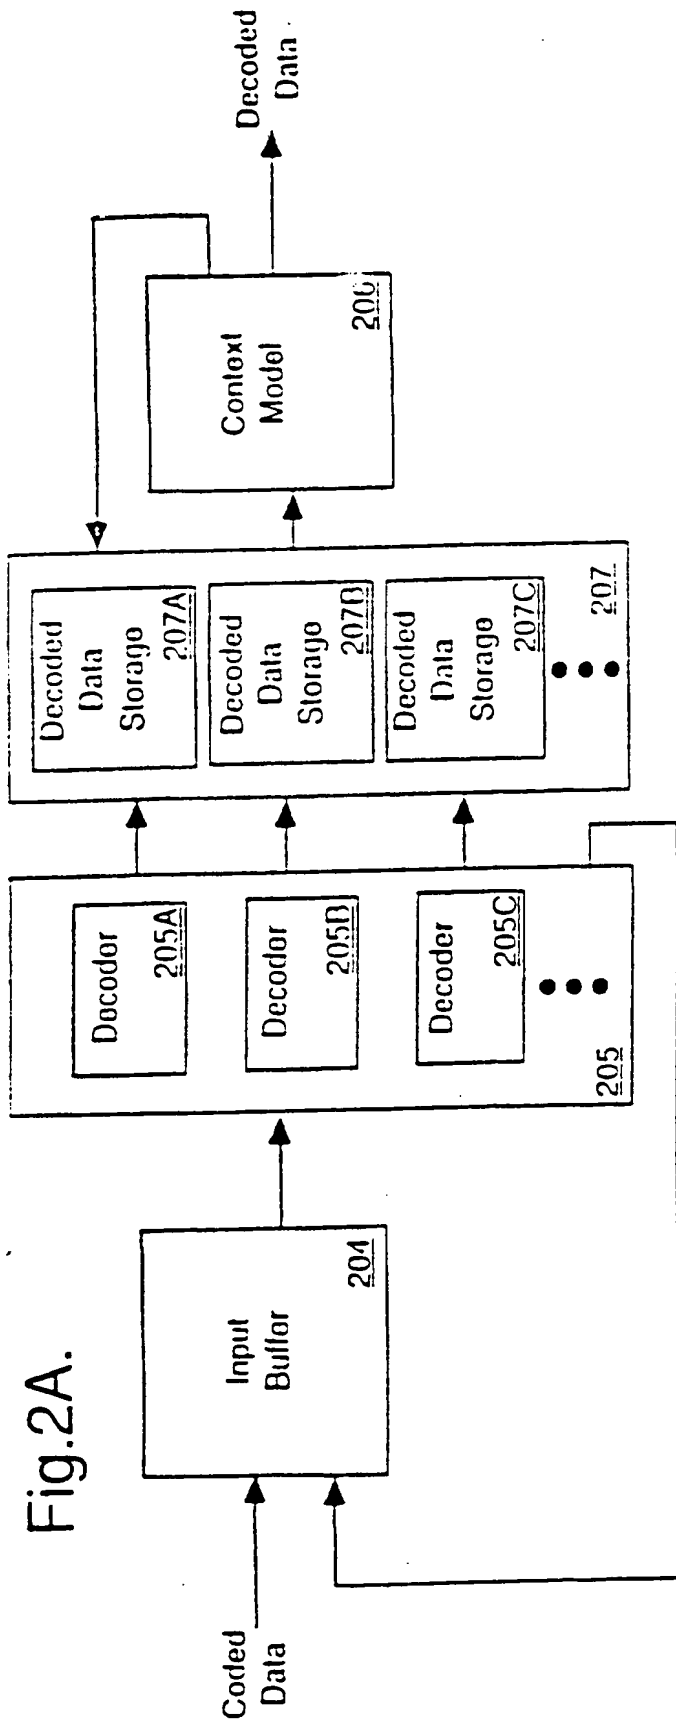 Fig.2A.
Coded
Data
Input
Buffer
204
Decoder
205A
Decoder
205B
Decoder
205C
205
Decoded
Data
Storage
207A
Decoded
Data
Storage
207B
Decoded
Data
Storage
207C
207
Context
Model
206
Decoded
Data